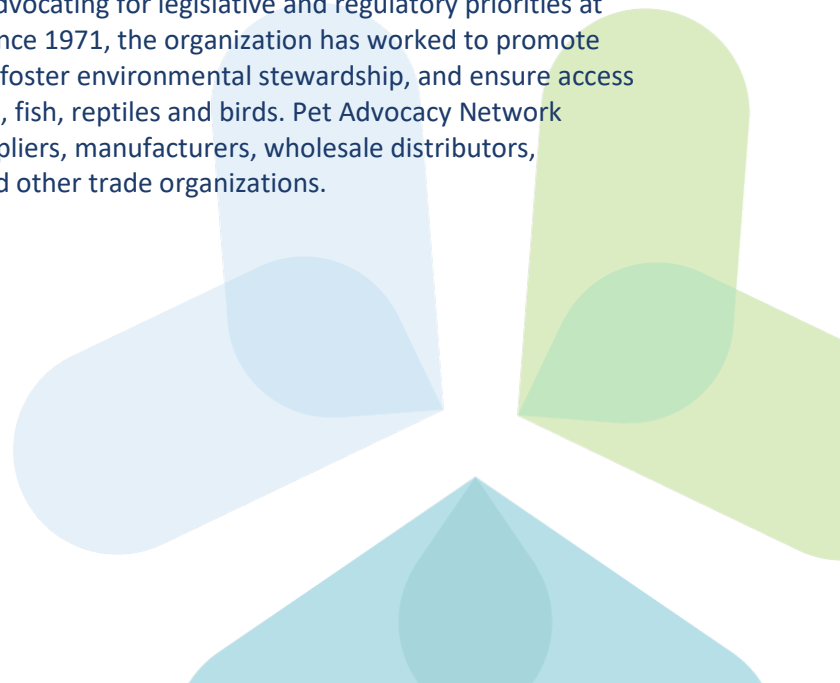 dvocating for legislative and regulatory priorities at
nce 1971, the organization has worked to promote
foster environmental stewardship, and ensure access
, fish, reptiles and birds. Pet Advocacy Network
pliers, manufacturers, wholesale distributors,
d other trade organizations.